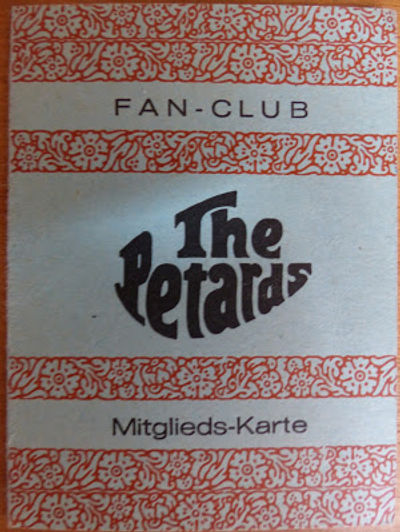 FAN-CLUB
The
Petards
Mitglieds-Karte